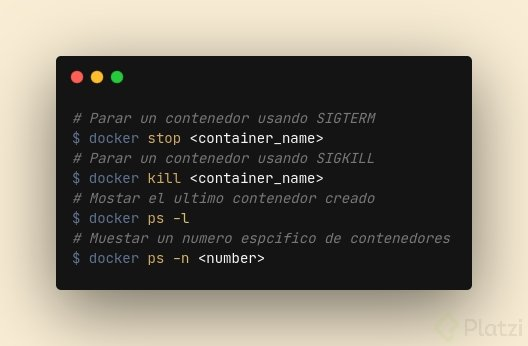 # Parar un contenedor usando SIGTERM
$ docker stop <container_name>
# Parar un contenedor usando SIGKILL
$ docker kill <container_name>
# Mostar el ultimo contenedor creado
$ docker ps -l
# Muestar un numero espcifico de contenedores
$ docker ps -n <number>
Platzi